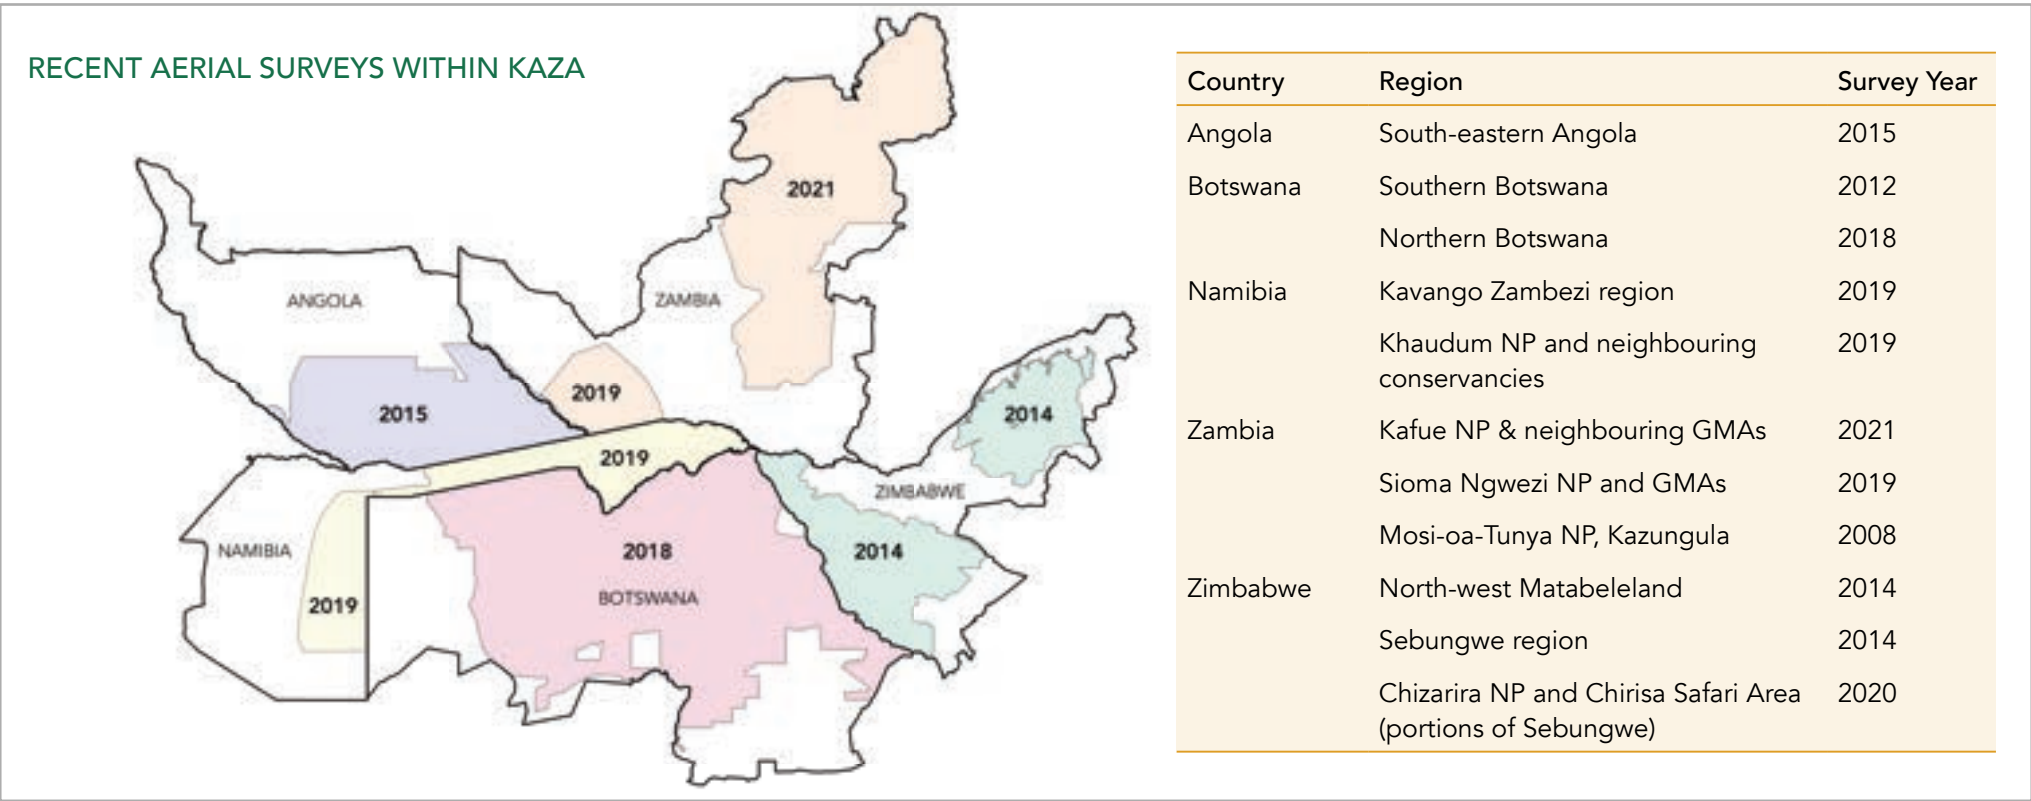 RECENT AERIAL SURVEYS WITHIN KAZA
2021
ANGOLA
ZAMBIA
2019
2015
2014
2019
ZIMBABWE
NAMIBIA
2018
2014
BOTSWANA
2019
Country Region Survey Year
Angola South-eastern Angola 2015
Botswana Southern Botswana 2012
Northern Botswana 2018
Namibia Kavango Zambezi region 2019
Khaudum NP and neighbouring 2019
conservancies
Zambia Kafue NP & neighbouring GMAs 2021
Sioma Ngwezi NP and GMAs 2019
Mosi-oa-Tunya NP, Kazungula 2008
Zimbabwe North-west Matabeleland 2014
Sebungwe region 2014
Chizarira NP and Chirisa Safari Area 2020
(portions of Sebungwe)